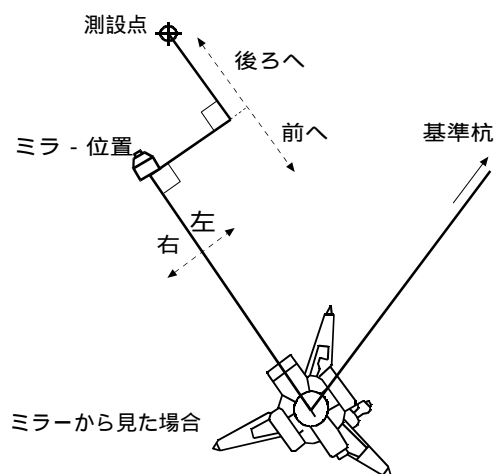 測設点
後ろへ
前へ
ミラ - 位置
基準杭
左
右
ミラーから見た場合